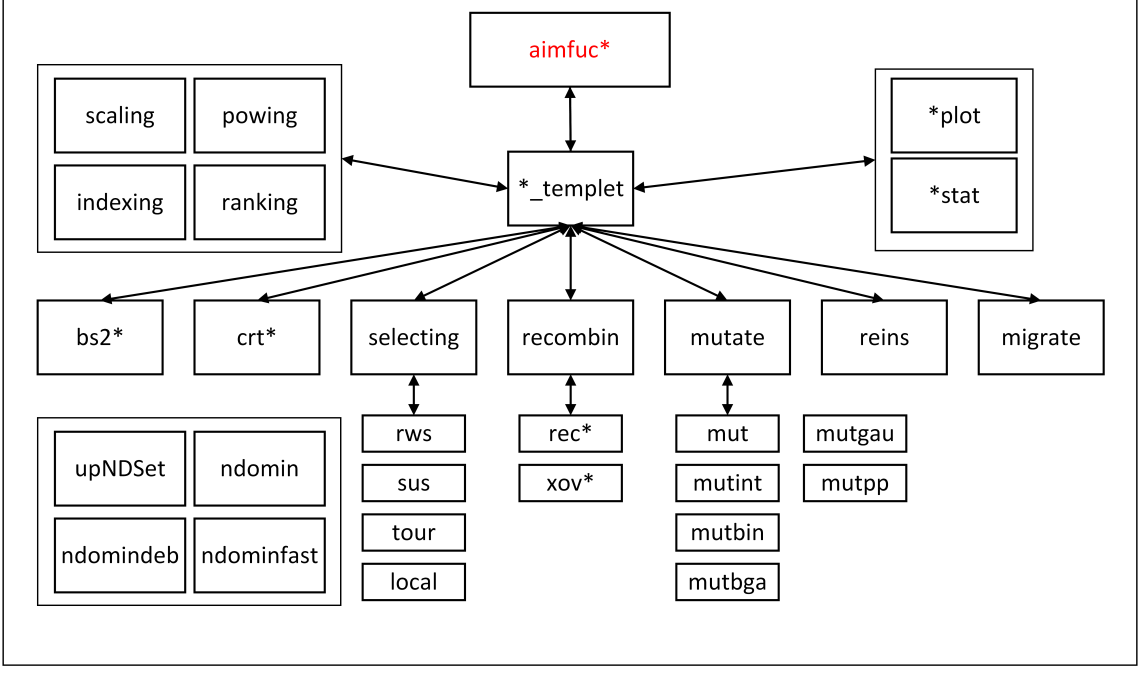 aimfuc*
scaling
powing
indexing
ranking
*_templet
*plot
*stat
bs2*
crt*
selecting
recombin
mutate
reins
migrate
upNDSet
ndomin
ndomindeb
ndominfast
rws
sus
tour
local
rec*
xov*
mut
mutint
mutbin
mutbga
mutgau
mutpp